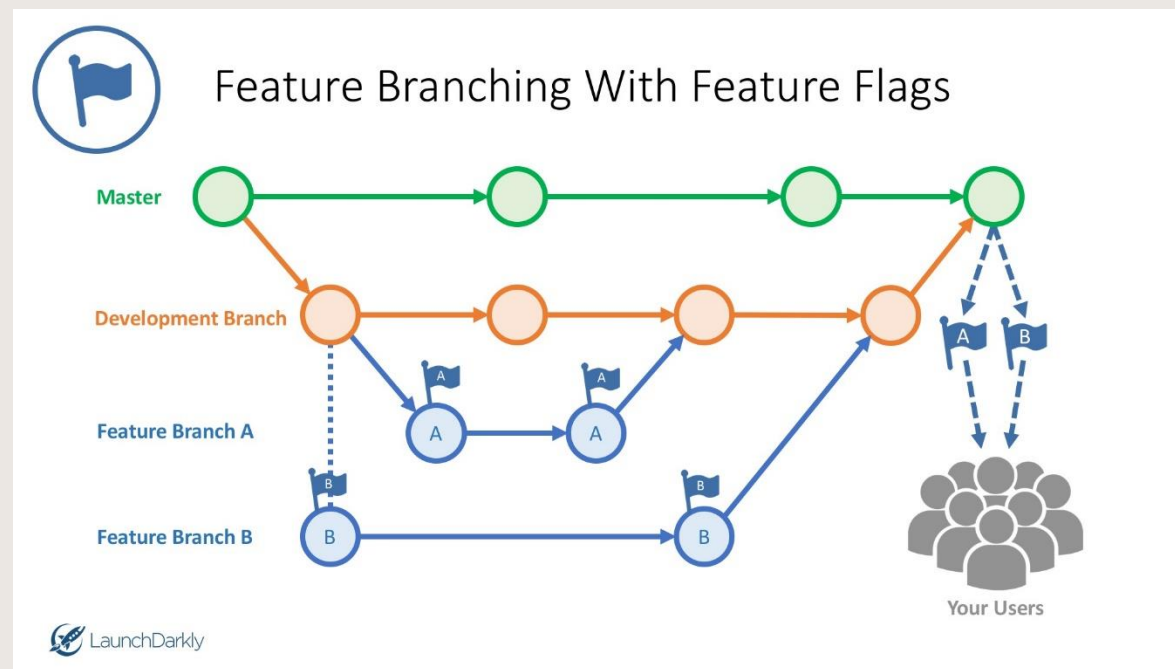 Feature Branching With Feature Flags
Master
Development Branch
A
B
A
A
Feature Branch A
A
A
B
B
Feature Branch B
B
B
Your Users
LaunchDarkly